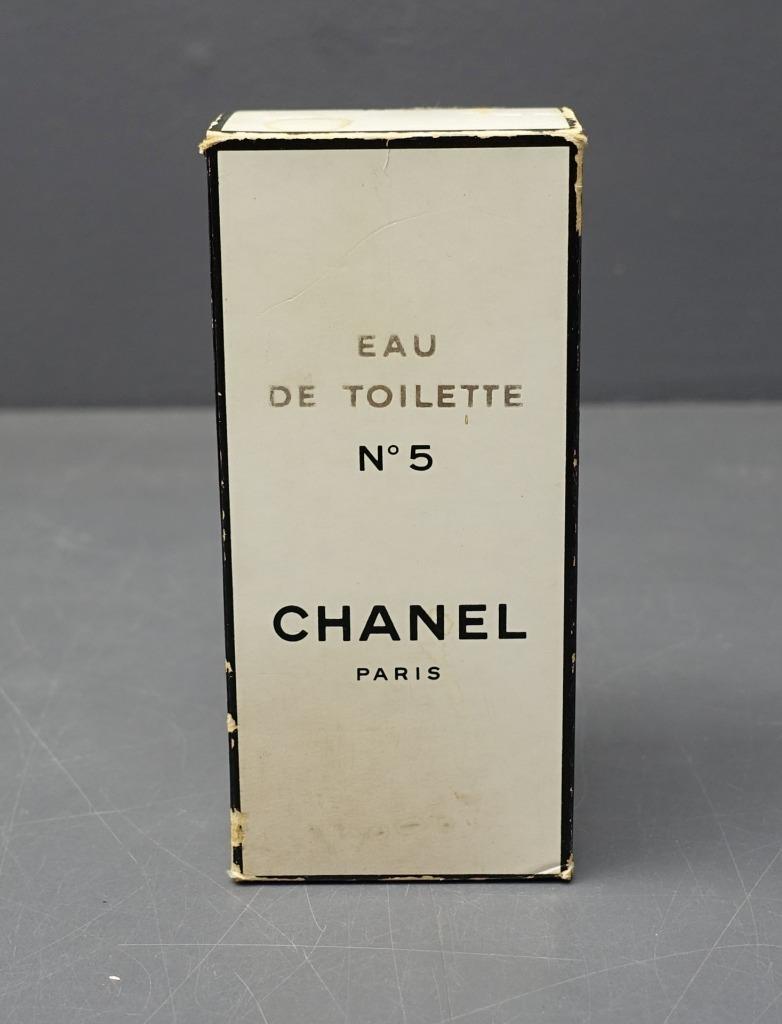 EAU
DE TOILETTE
N° 5
CHANEL
PARIS